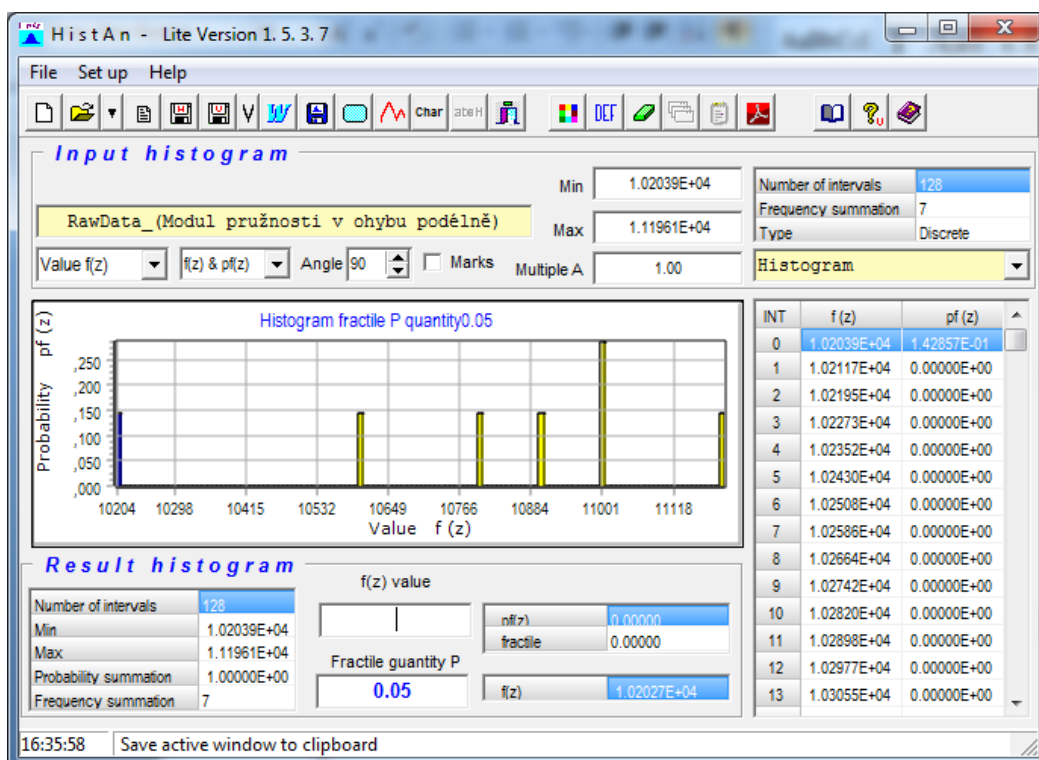 HistAn - Lite Version 1. 5. 3. 7
File Set up Help
V Char abcH DEF
Input histogram
Min 1.02039E+04
Number of intervals 128
RawData_(Modul pružnosti v ohybu podélně)
Max 1.11961E+04
Frequency summation 7
Type Discrete
Value f(z) f(z) & pf(z) Angle 90 Marks Multiple A 1.00
Histogram
Histogram fractile P quantity0.05
Probability pf (z)
,250
,200
,150
,100
,050
,000
10204 10298 10415 10532 10649 10766 10884 11001 11118
Value f (z)
INT f (z) pf(z)
0 1.02039E+04 1.42857E-01
1 1.02117E+04 0.00000E+00
2 1.02195E+04 0.00000E+00
3 1.02273E+04 0.00000E+00
4 1.02352E+04 0.00000E+00
5 1.02430E+04 0.00000E+00
6 1.02508E+04 0.00000E+00
7 1.02586E+04 0.00000E+00
8 1.02664E+04 0.00000E+00
9 1.02742E+04 0.00000E+00
10 1.02820E+04 0.00000E+00
11 1.02898E+04 0.00000E+00
12 1.02977E+04 0.00000E+00
13 1.03055E+04 0.00000E+00
Result histogram
Number of intervals 128
Min 1.02039E+04
Max 1.11961E+04
Probability summation 1.00000E+00
Frequency summation 7
f(z) value
pf(z) 0.00000
fractile 0.00000
Fractile guantity P
0.05
f(z) 1.02027E+04
16:35:58 Save active window to clipboard